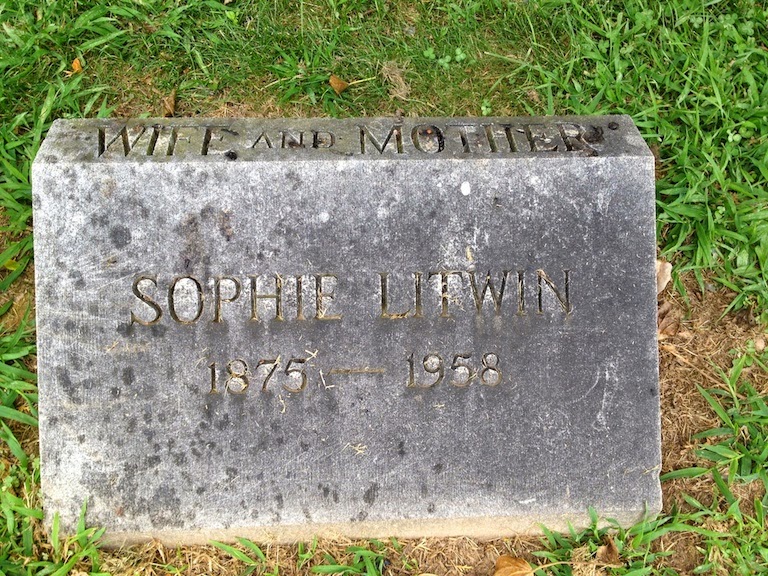 WIFE AND MOTHER
SOPHIE LITWIN
1875 — 1958